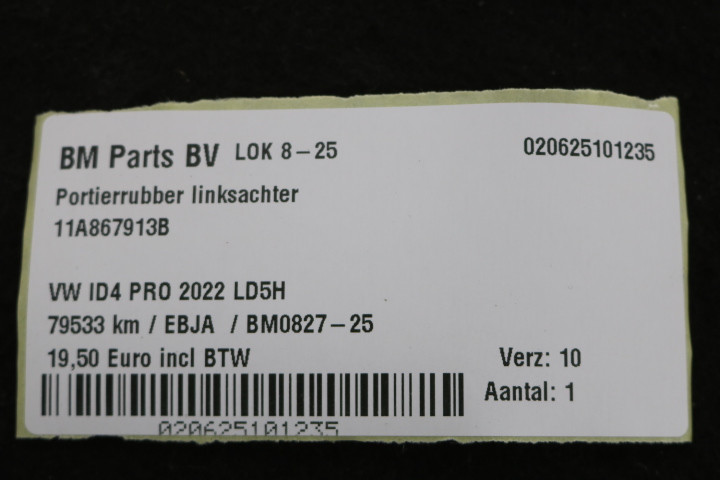 BM Parts BV LOK 8-25 020625101235
Portierrubber linksachter
11A867913B
VW ID4 PRO 2022 LD5H
79533 km / EBJA / BM0827-25
19,50 Euro incl BTW Verz: 10
Aantal: 1
020625101235